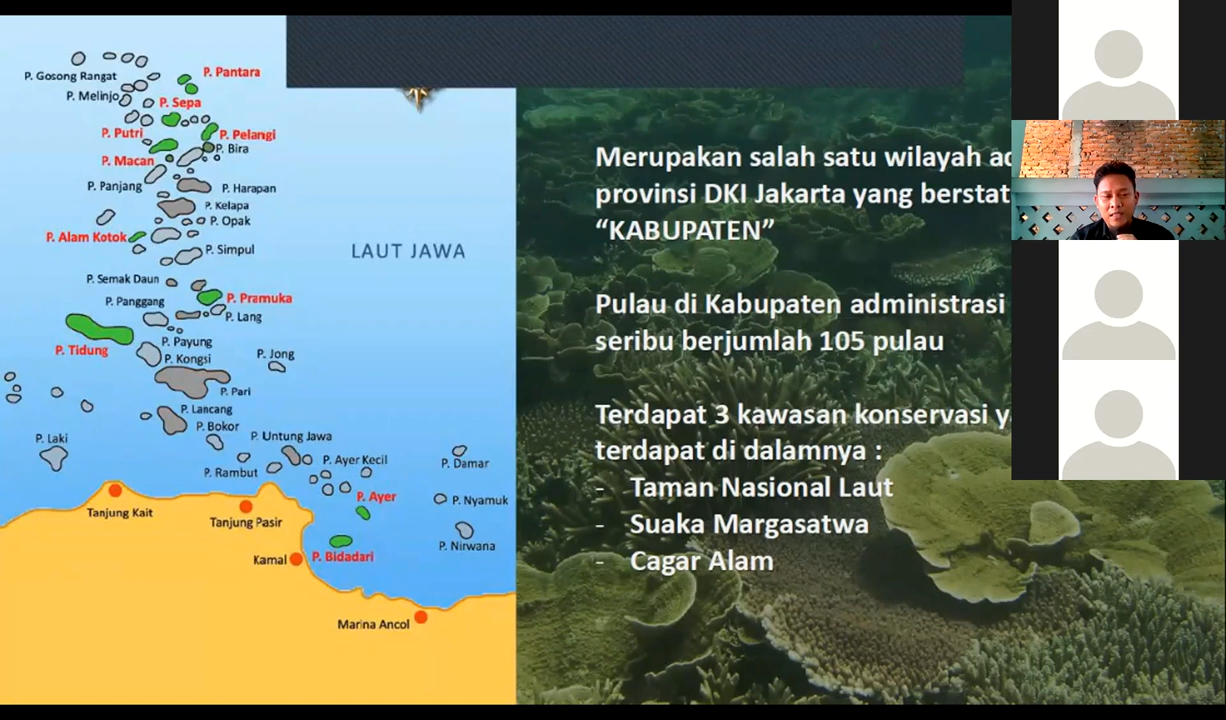 P. Gosong Rangat
P. Pantara
P. Melinjo
P. Sepa
P. Putri
P. Pelangi
P. Bira
P. Macan
P. Panjang
P. Harapan
P. Kelapa
P. Opak
P. Alam Kotok
P. Simpul
LAUT JAWA
P. Semak Daun
P. Panggang
P. Pramuka
P. Lang
P. Tidung
P. Payung
P. Kongsi
P. Jong
P. Pari
P. Lancang
P. Bokor
P. Laki
P. Untung Jawa
P. Rambut
P. Ayer Kecil
P. Damar
P. Ayer
P. Nyamuk
P. Nirwana
Tanjung Kait
Tanjung Pasir
Kamal
P. Bidadari
Marina Ancol
Merupakan salah satu wilayah
provinsi DKI Jakarta yang
“KABUPATEN”
Pulau di Kabupaten administrasi
seribu berjumlah 105 pulau
Terdapat 3 kawasan konservasi
terdapat di dalamnya :
- Taman Nasional Laut
- Suaka Margasatwa
- Cagar Alam